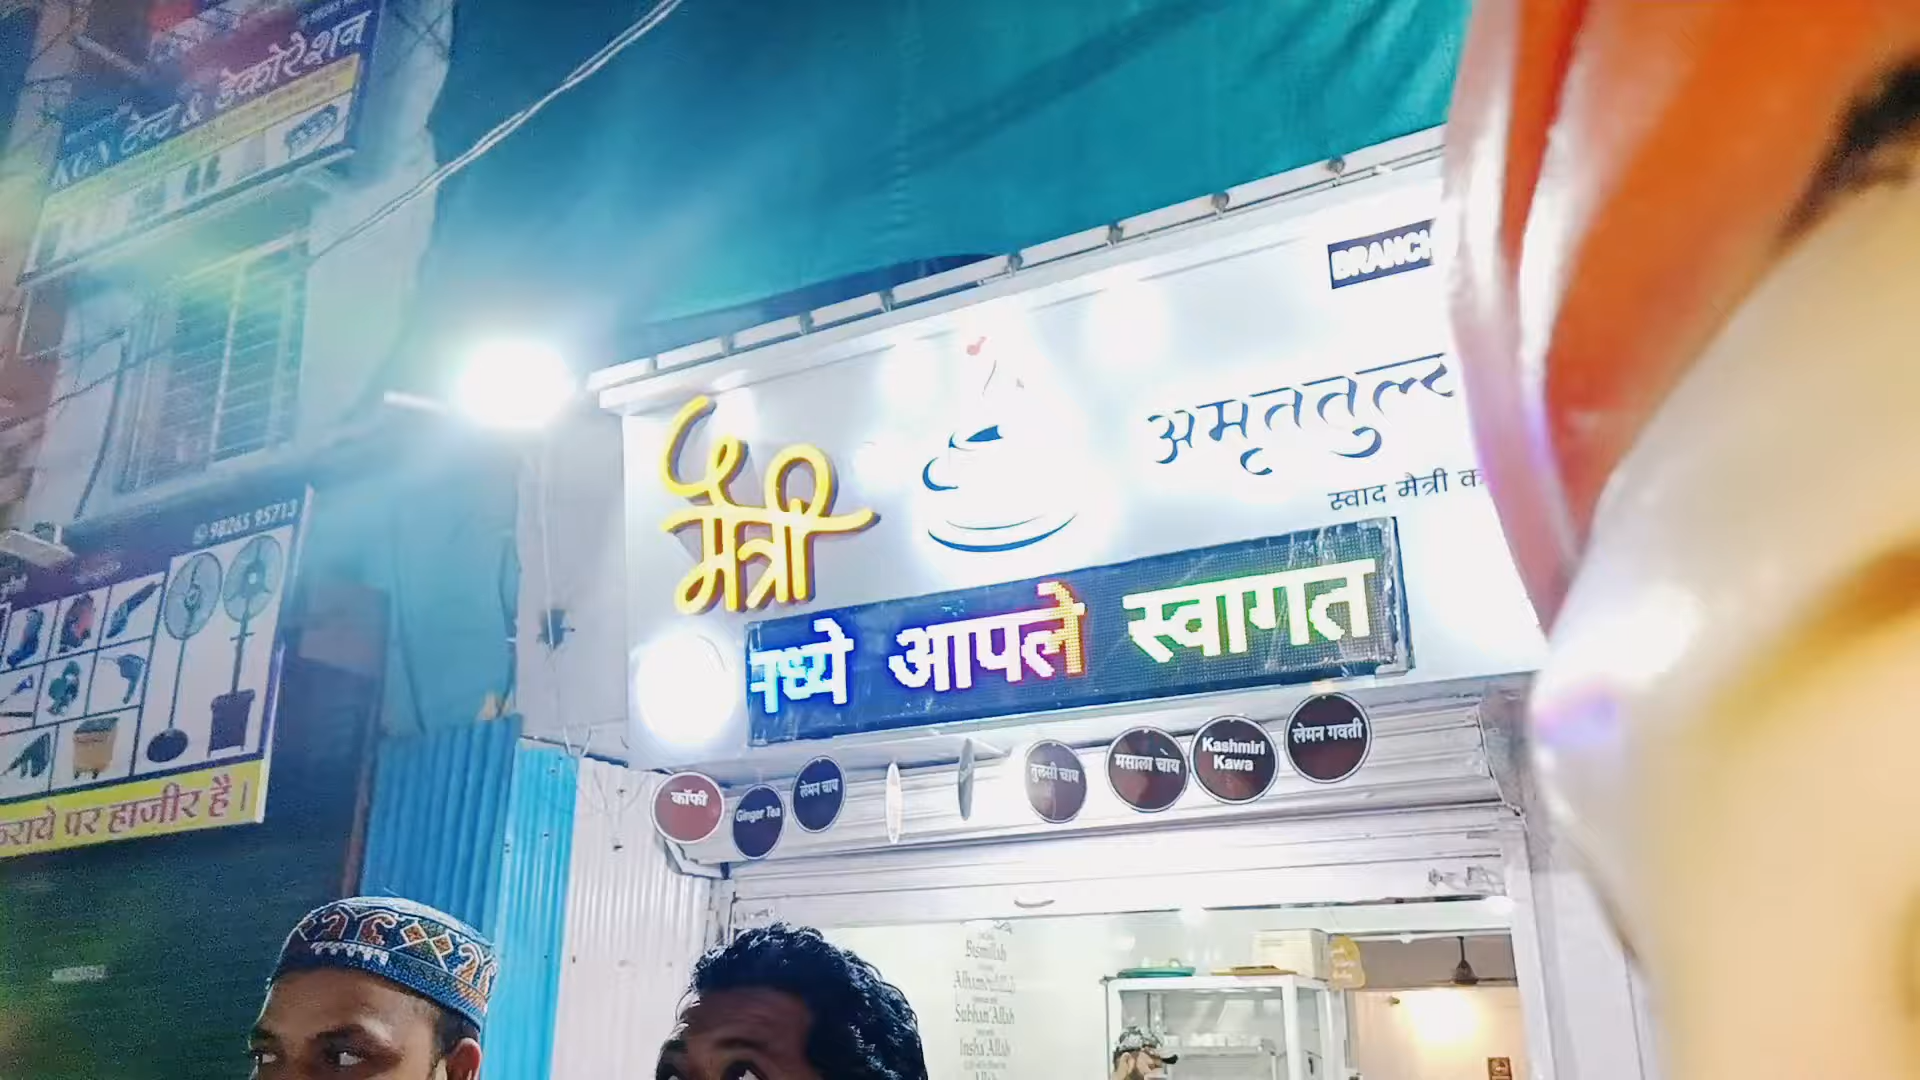 KGN टेन्ट & डेकोरेशन
98265 95713
पर हाजीर है।
BRANCH
मैत्री
अमृततुल्य
स्वाद मैत्री
मध्ये आपले स्वागत
कॉफी
Ginger Tea
लेमन चाय
तुलसी चाय
मसाला चाय
Kashmiri
Kawa
लेमन गवती
Bismillah
Alhamdulillah
Subhan'Allah
Insha'Allah